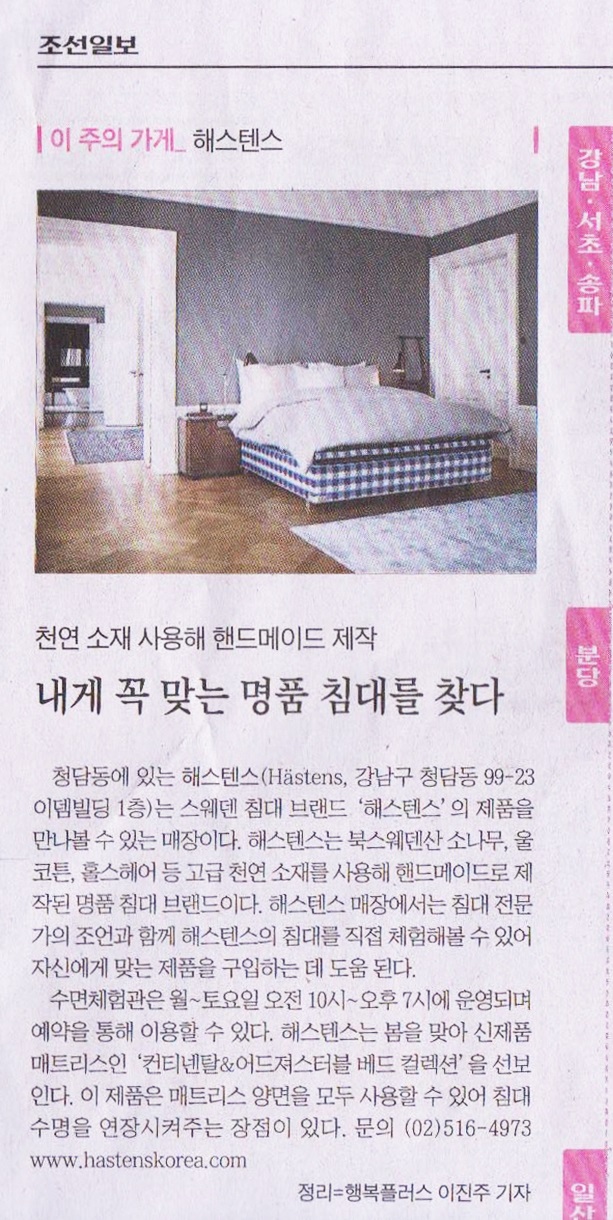 조선일보
이 주의 가게_ 해스텐스
강남·서초·송파
천연 소재 사용해 핸드메이드 제작
내게 꼭 맞는 명품 침대를 찾다
분당
청담동에 있는 해스텐스(Hästens, 강남구 청담동 99-23
이뎀빌딩 1층)는 스웨덴 침대 브랜드 ‘해스텐스’의 제품을
만나볼 수 있는 매장이다. 해스텐스는 북스웨덴산 소나무, 울
코튼, 홀스헤어 등 고급 천연 소재를 사용해 핸드메이드로 제
작된 명품 침대 브랜드이다. 해스텐스 매장에서는 침대 전문
가의 조언과 함께 해스텐스의 침대를 직접 체험해볼 수 있어
자신에게 맞는 제품을 구입하는 데 도움 된다.
수면체험관은 월~토요일 오전 10시~오후 7시에 운영되며
예약을 통해 이용할 수 있다. 해스텐스는 봄을 맞아 신제품
매트리스인 ‘컨티넨탈&어드져스터블 베드 컬렉션’을 선보
인다. 이 제품은 매트리스 양면을 모두 사용할 수 있어 침대
수명을 연장시켜주는 장점이 있다. 문의 (02)516-4973
www.hastenskorea.com
정리=행복플러스 이진주 기자
일산